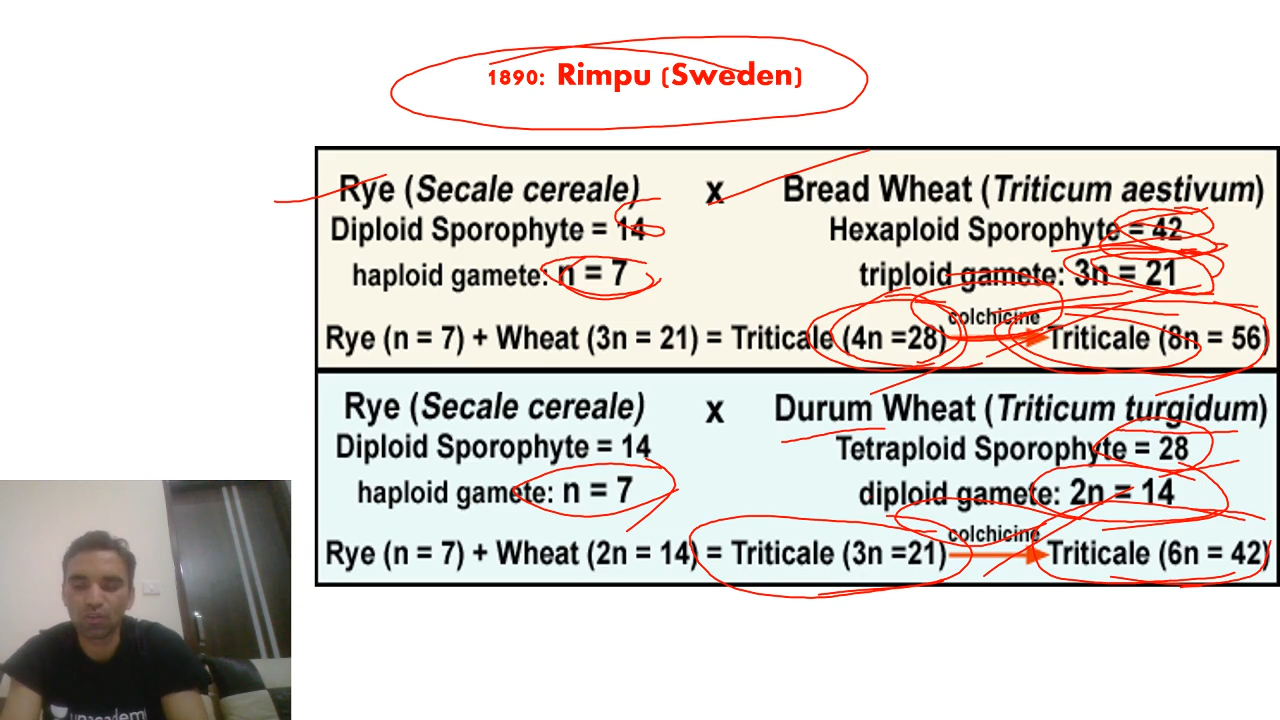 1890: Rimpu (Sweden)
Rye (Secale cereale) x Bread Wheat (Triticum aestivum)
Diploid Sporophyte = 14 Hexaploid Sporophyte = 42
haploid gamete: n = 7 triploid gamete: 3n = 21
colchicine
Rye (n = 7) + Wheat (3n = 21) = Triticale (4n =28) Triticale (8n = 56)
Rye (Secale cereale) x Durum Wheat (Triticum turgidum)
Diploid Sporophyte = 14 Tetraploid Sporophyte = 28
haploid gamete: n = 7 diploid gamete: 2n = 14
colchicine
Rye (n = 7) + Wheat (2n = 14) = Triticale (3n =21) Triticale (6n = 42)